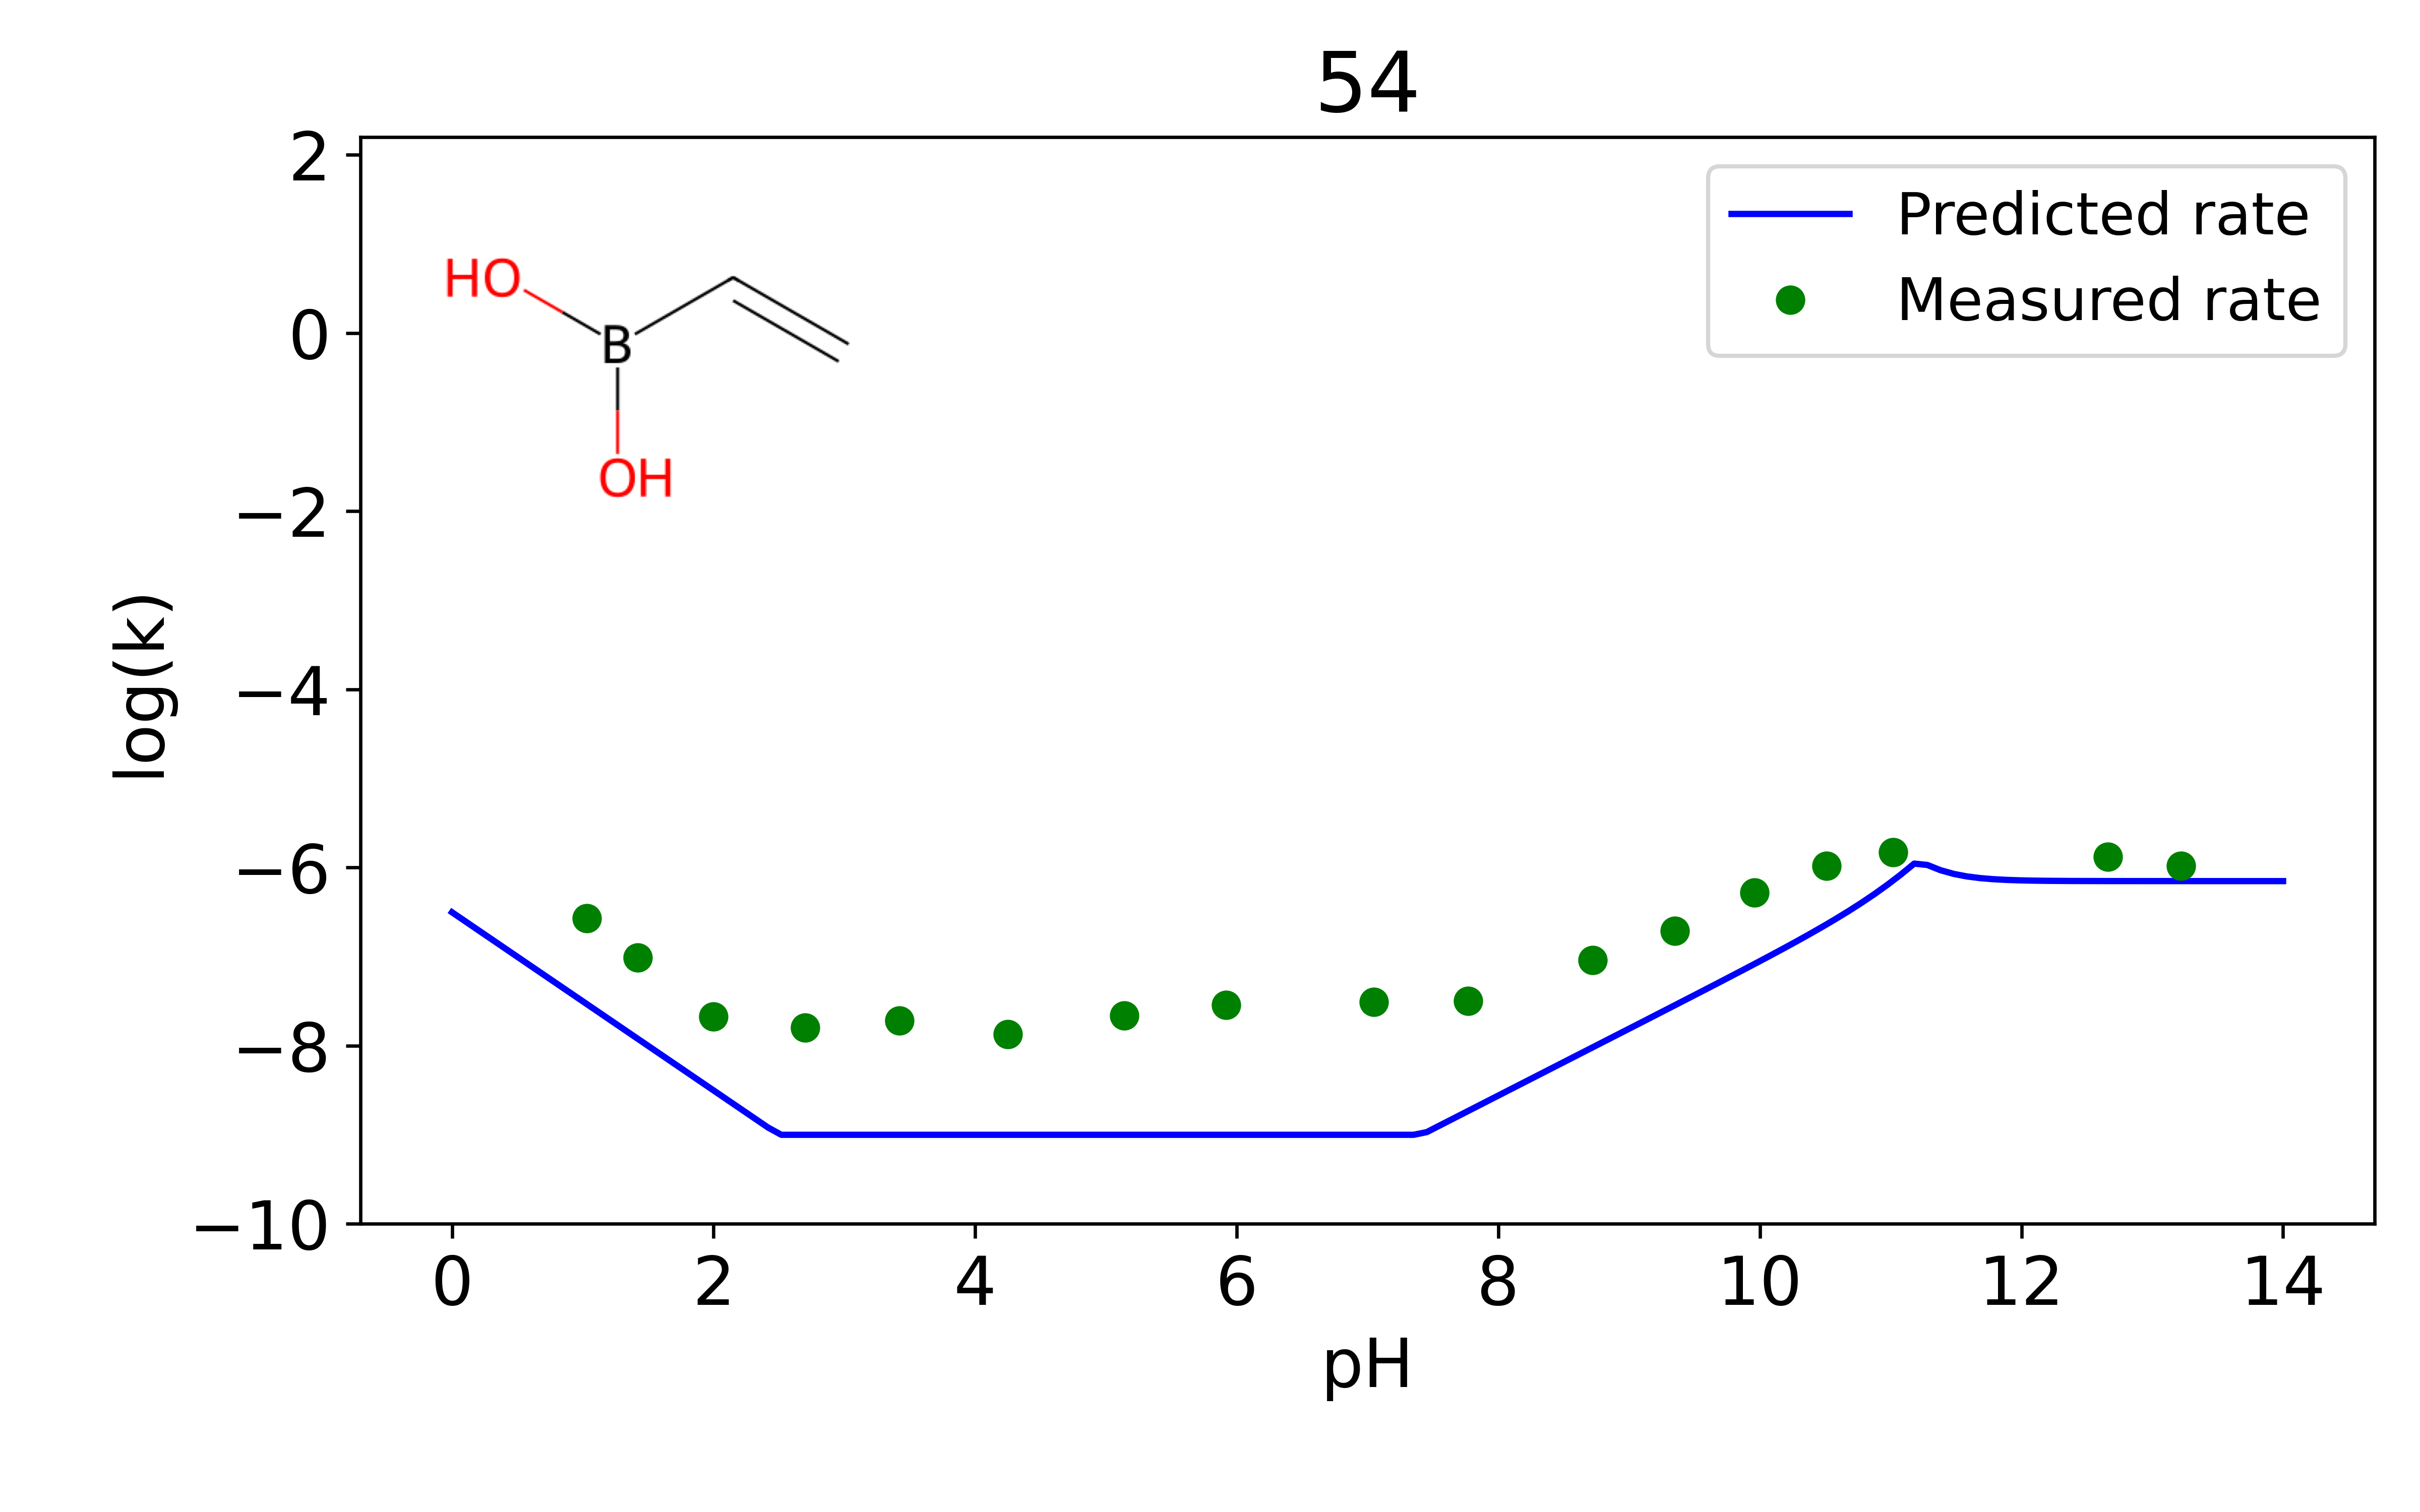 54
2
0
−2
−4
−6
−8
−10
log(k)
Predicted rate
Measured rate
HO
B
OH
0 2 4 6 8 10 12 14
pH